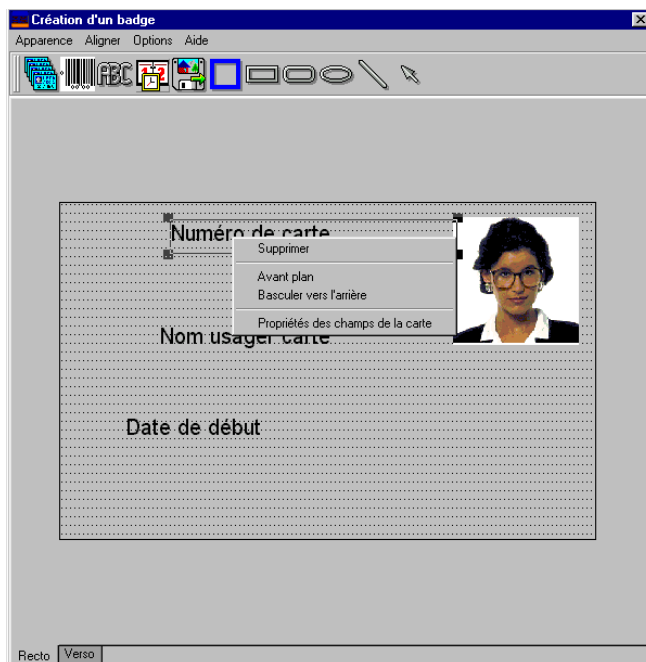 Création d'un badge
Apparence Aligner Options Aide
ABC
Numéro de carte
Supprimer
Avant plan
Basculer vers l'arrière
Propriétés des champs de la carte
Nom usager carte
Date de début
Recto Verso